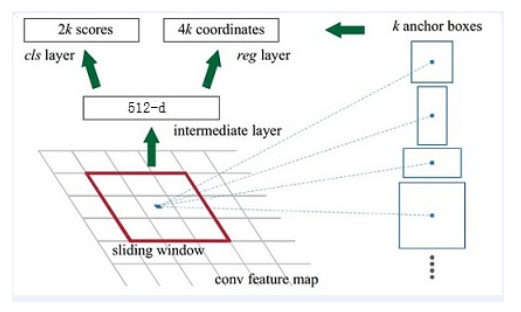 2k scores
4k coordinates
k anchor boxes
cls layer
reg layer
512-d
intermediate layer
sliding window
conv feature map